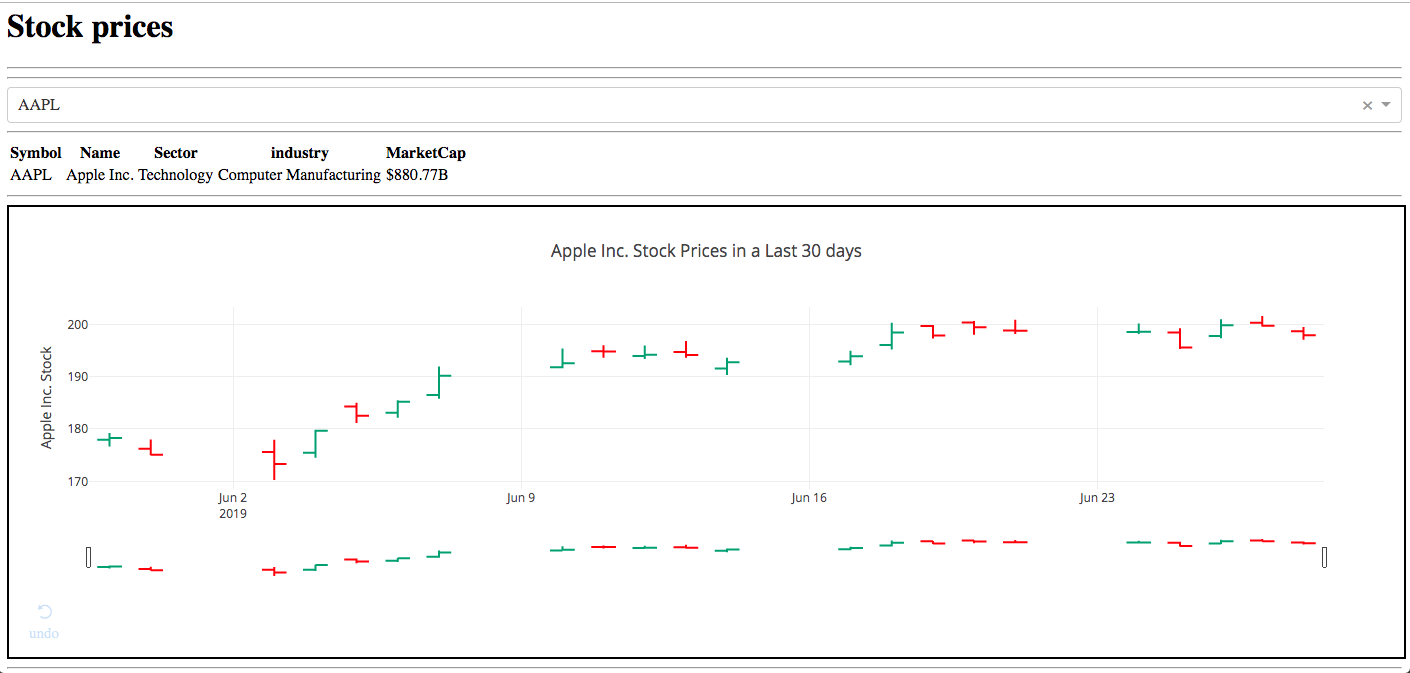 Stock prices
AAPL
Symbol Name Sector industry MarketCap
AAPL Apple Inc. Technology Computer Manufacturing $880.77B
Apple Inc. Stock Prices in a Last 30 days
Apple Inc. Stock
200
190
180
170
Jun 2 Jun 9 Jun 16 Jun 23
2019
undo